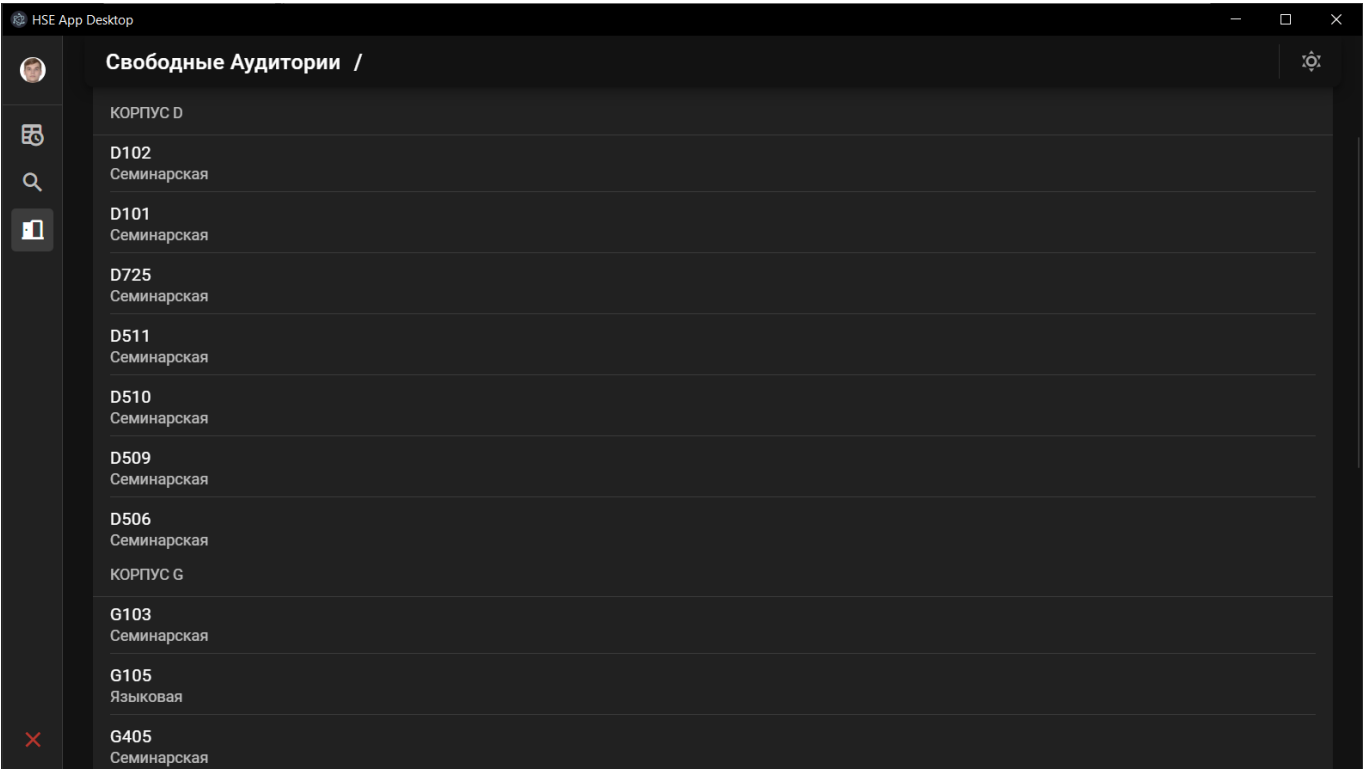 HSE App Desktop
Свободные Аудитории /
КОРПУС D
D102
Семинарская
D101
Семинарская
D725
Семинарская
D511
Семинарская
D510
Семинарская
D509
Семинарская
D506
Семинарская
КОРПУС G
G103
Семинарская
G105
Языковая
G405
Семинарская